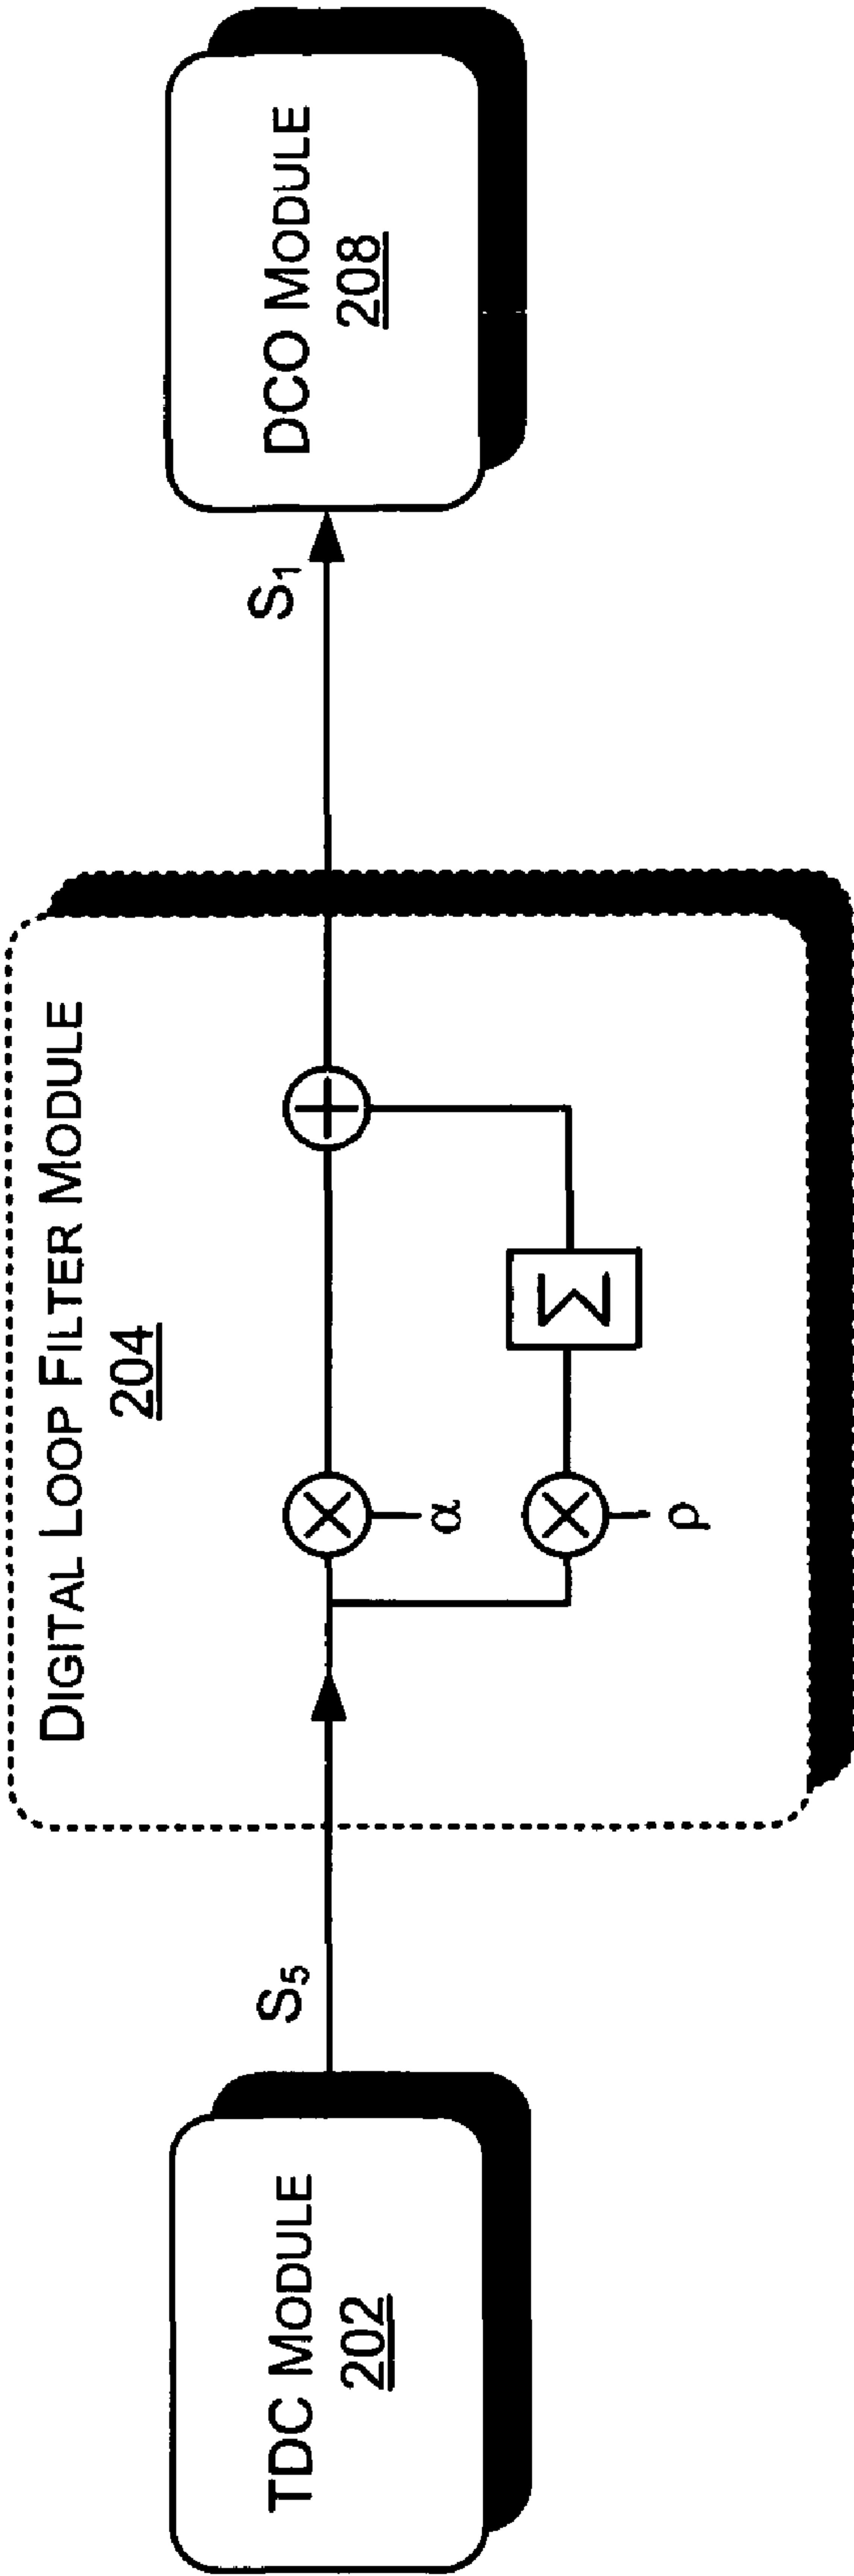 TDC MODULE
202
S5
DIGITAL LOOP FILTER MODULE
204
α
ρ
Σ
S1
DCO MODULE
208